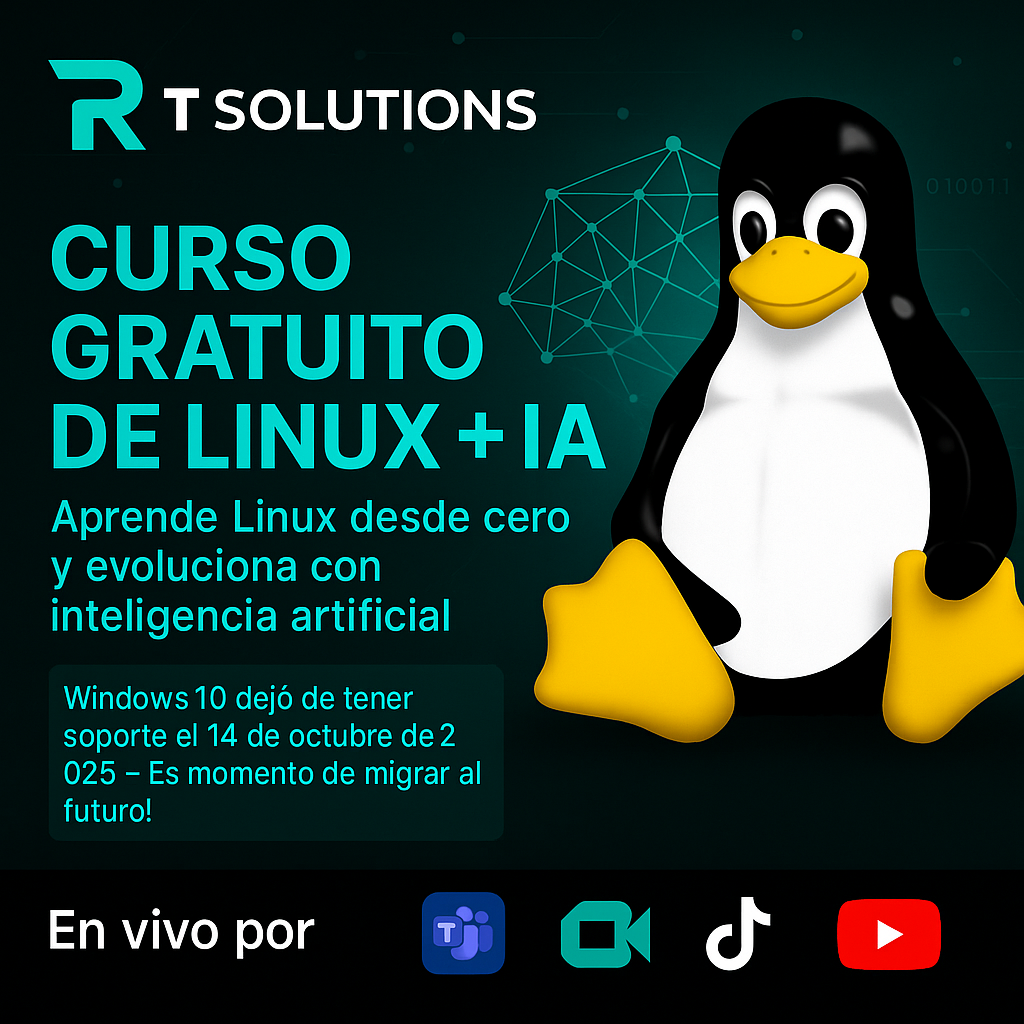 R T SOLUTIONS
010011
CURSO
GRATUITO
DE LINUX + IA
Aprende Linux desde cero
y evoluciona con
inteligencia artificial
Windows 10 dejó de tener
soporte el 14 de octubre de 2
025 – Es momento de migrar al
futuro!
En vivo por
T